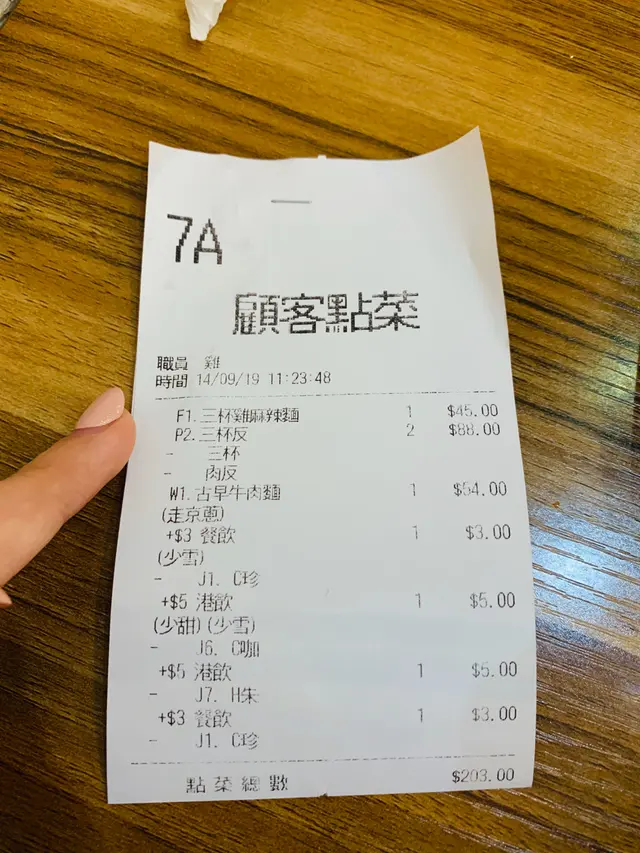 7A
顧客點菜
職員 雞
時間 14/09/19 11:23:48
F1.三杯雞麻辣麵 1 $45.00
P2.三杯反 2 $88.00
- 三杯
- 肉反
W1.古早牛肉麵 1 $54.00
(走京蔥)
+$3 餐飲 1 $3.00
(少雪)
- J1. C珍
+$5 港飲 1 $5.00
(少甜)(少雪)
- J6. C咖
+$5 港飲 1 $5.00
- J7. H朱
+$3 餐飲 1 $3.00
- J1. C珍
點菜總數 $203.00